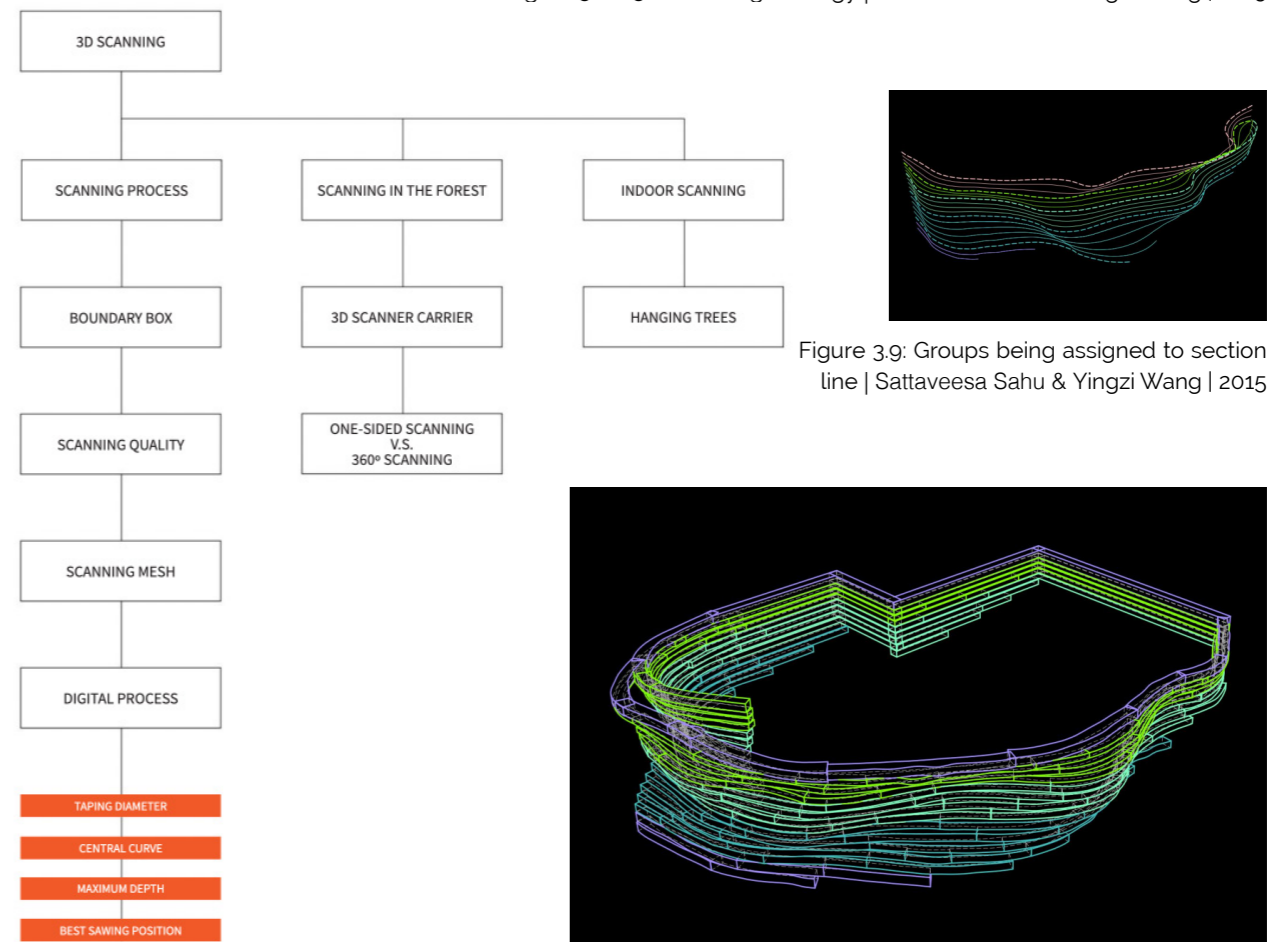 3D SCANNING
SCANNING PROCESS
SCANNING IN THE FOREST
INDOOR SCANNING
BOUNDARY BOX
3D SCANNER CARRIER
HANGING TREES
SCANNING QUALITY
ONE-SIDED SCANNING
V.S.
360º SCANNING
SCANNING MESH
DIGITAL PROCESS
TAPING DIAMETER
CENTRAL CURVE
MAXIMUM DEPTH
BEST SAWING POSITION
Figure 3.9: Groups being assigned to section
line | Sattaveesa Sahu & Yingzi Wang | 2015